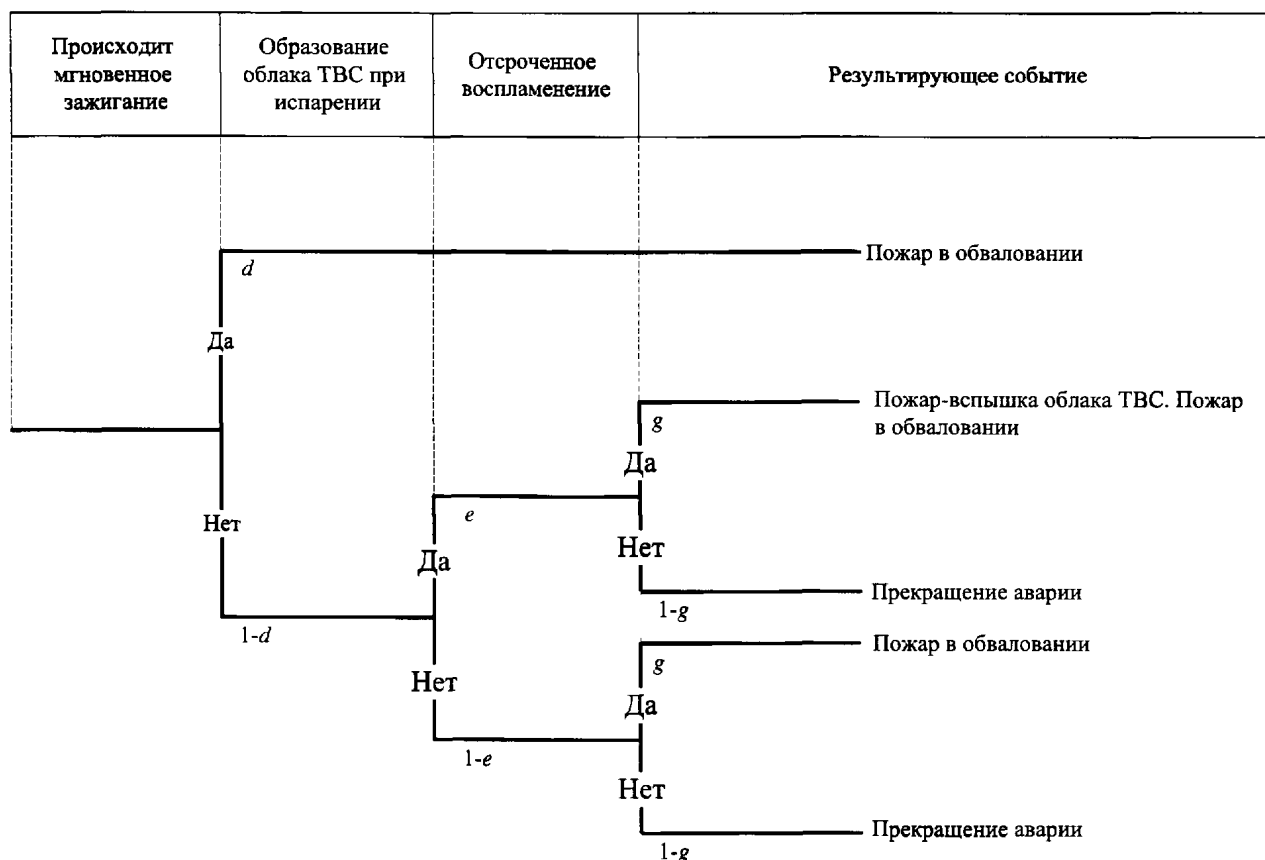 Происходит
мгновенное
зажигание
Образование
облака ТВС при
испарении
Отсроченное
воспламенение
Результирующее событие
d
Пожар в обваловании
Да
Пожар-вспышка облака ТВС. Пожар
в обваловании
g
Да
Нет
e
Да
Нет
Прекращение аварии
1-g
1-d
Пожар в обваловании
g
Нет
Да
1-e
Нет
Прекращение аварии
1-g